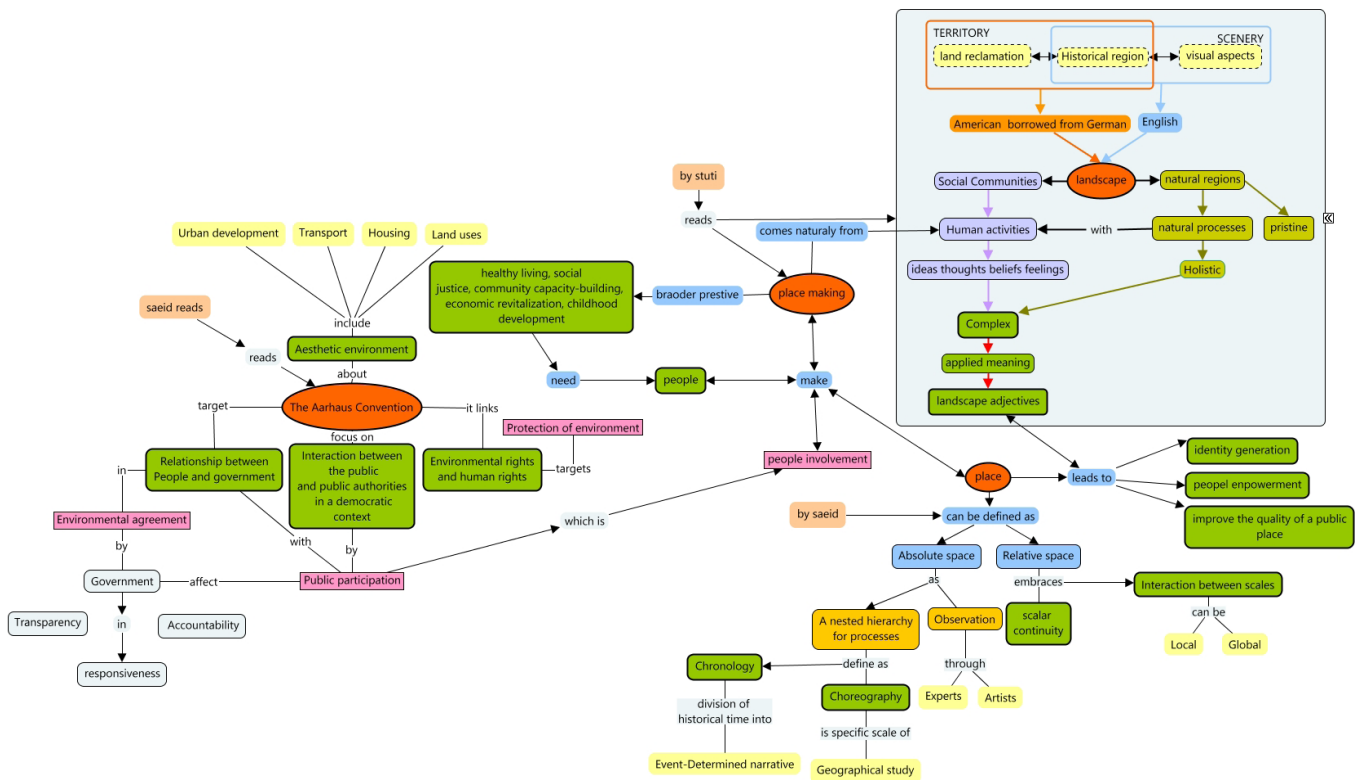 TERRITORY
SCENERY
land reclamation
Historical region
visual aspects
American  borrowed from German
English
by stuti
Social Communities
landscape
natural regions
reads
comes naturaly from
Human activities
with
natural processes
pristine
Urban development
Transport
Housing
Land uses
ideas thoughts beliefs feelings
Holistic
healthy living, social
justice, community capacity-building,
economic revitalization, childhood
development
braoder prestive
place making
saeid reads
include
Complex
Aesthetic environment
reads
applied meaning
about
need
people
make
landscape adjectives
target
The Aarhaus Convention
it links
focus on
Protection of environment
Relationship between
People and government
Interaction between
the public
and public authorities
in a democratic
context
Environmental rights
and human rights
targets
people involvement
identity generation
in
place
leads to
peopel enpowerment
Environmental agreement
which is
by saeid
can be defined as
improve the quality of a public
place
by
with
by
Absolute space
Relative space
Government
affect
Public participation
as
embraces
Interaction between scales
Transparency
in
Accountability
A nested hierarchy
for processes
Observation
scalar
continuity
can be
Local
Global
responsiveness
Chronology
define as
through
Choreography
Experts
Artists
division of
historical time into
is specific scale of
Event-Determined narrative
Geographical study